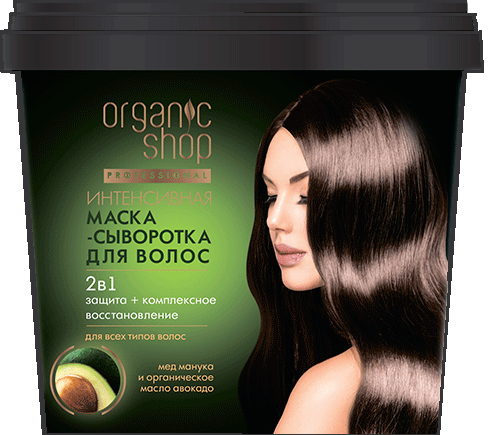 organic
shop
PROFESSIONAL
ИНТЕНСИВНАЯ
МАСКА
-СЫВОРОТКА
ДЛЯ ВОЛОС
2в1
защита + комплексное
восстановление
для всех типов волос
мед манука
и органическое
масло авокадо